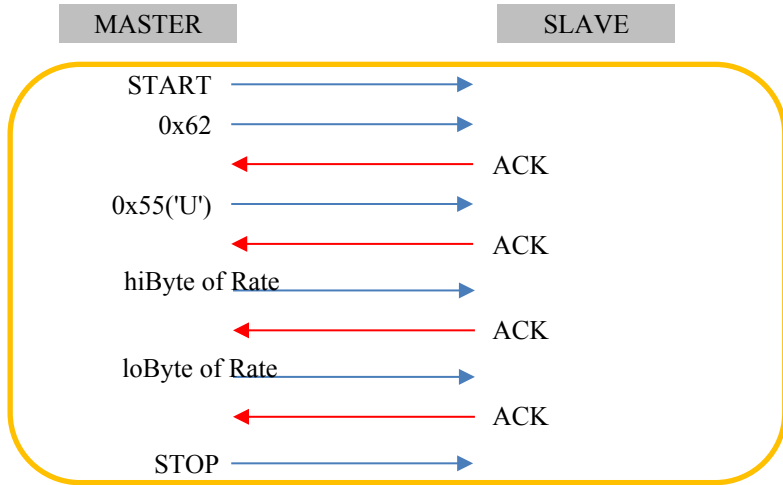 MASTER SLAVE
START
0x62
ACK
0x55('U')
ACK
hiByte of Rate
ACK
loByte of Rate
ACK
STOP